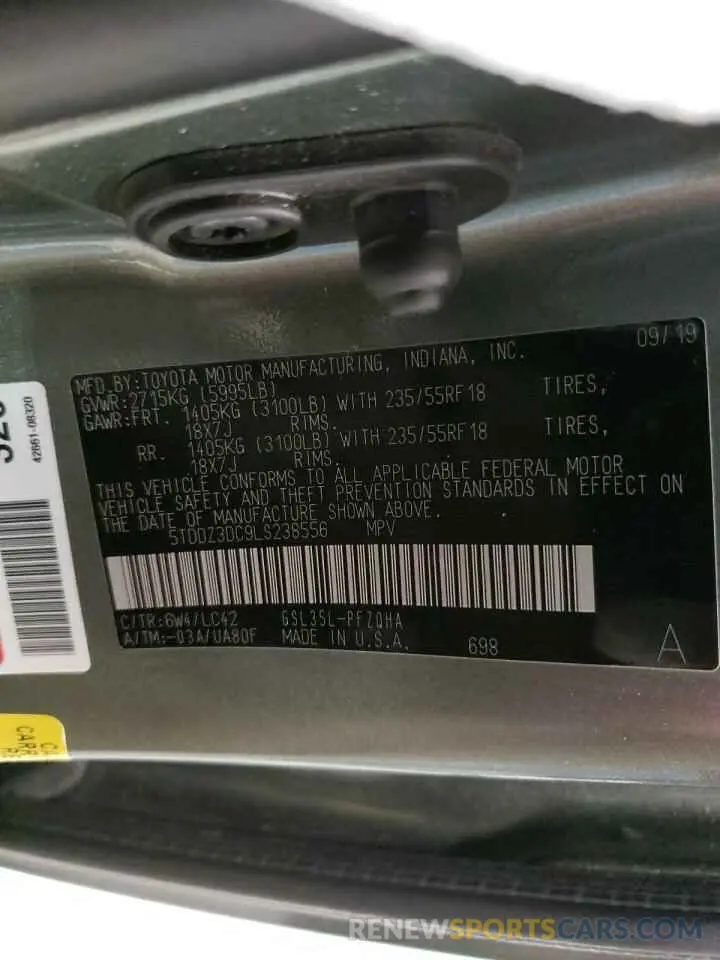 MFD.BY:TOYOTA MOTOR MANUFACTURING, INDIANA, INC. 09/19
GVWR:2715KG (5995LB)
GAWR:FRT. 1405KG (3100LB) WITH 235/55RF18 TIRES,
18X7J RIMS.
RR. 1405KG (3100LB) WITH 235/55RF18 TIRES,
18X7J RIMS.
THIS VEHICLE CONFORMS TO ALL APPLICABLE FEDERAL MOTOR
VEHICLE SAFETY AND THEFT PREVENTION STANDARDS IN EFFECT ON
THE DATE OF MANUFACTURE SHOWN ABOVE.
5TDDZ3DC9LS238556 MPV
C/TR:6W4/LC42 GSL35L-PFZQHA
A/TM:-03A/UA80F MADE IN U.S.A. 698 A
42661-08320
RENEWSPORTSCARS.COM